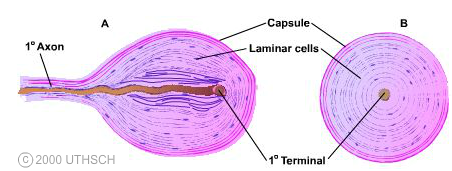 A
Capsule
B
1° Axon
Laminar cells
1° Terminal
© 2000 UTHSCH